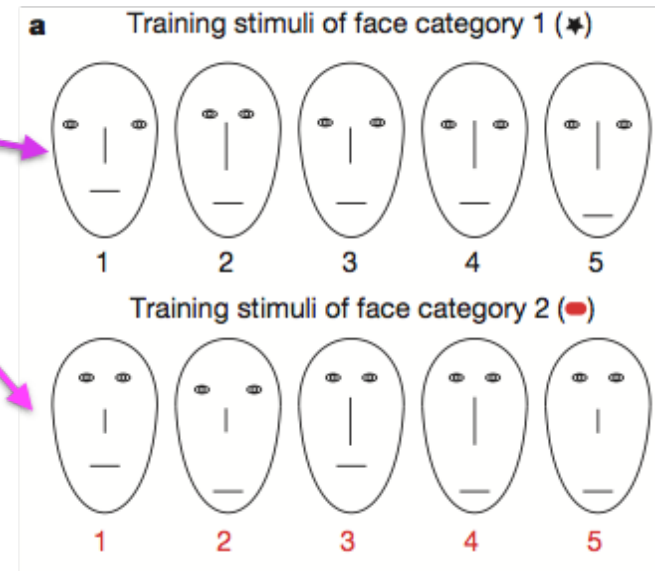 a Training stimuli of face category 1 (★)
1 2 3 4 5
Training stimuli of face category 2 ( )
1 2 3 4 5